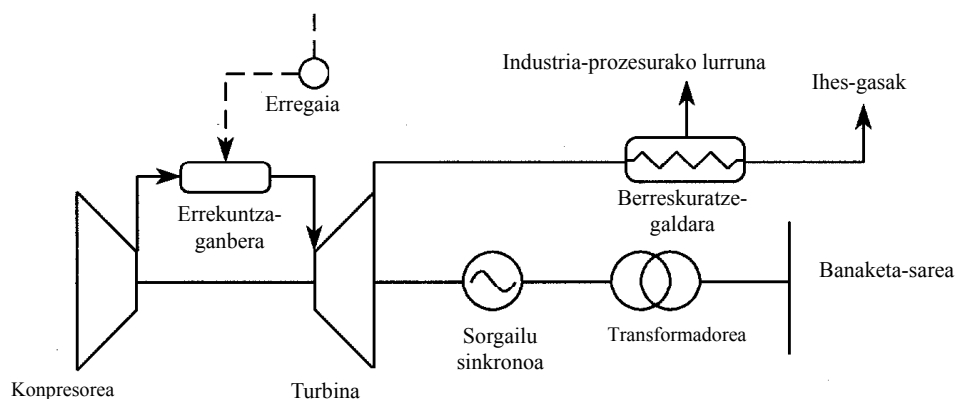 Industria-prozesurako lurruna
Ihes-gasak
Erregaia
Errekuntza-
ganbera
Berreskuratze-
galdara
Banaketa-sarea
Sorgailu
sinkronoa
Transformadorea
Konpresorea
Turbina